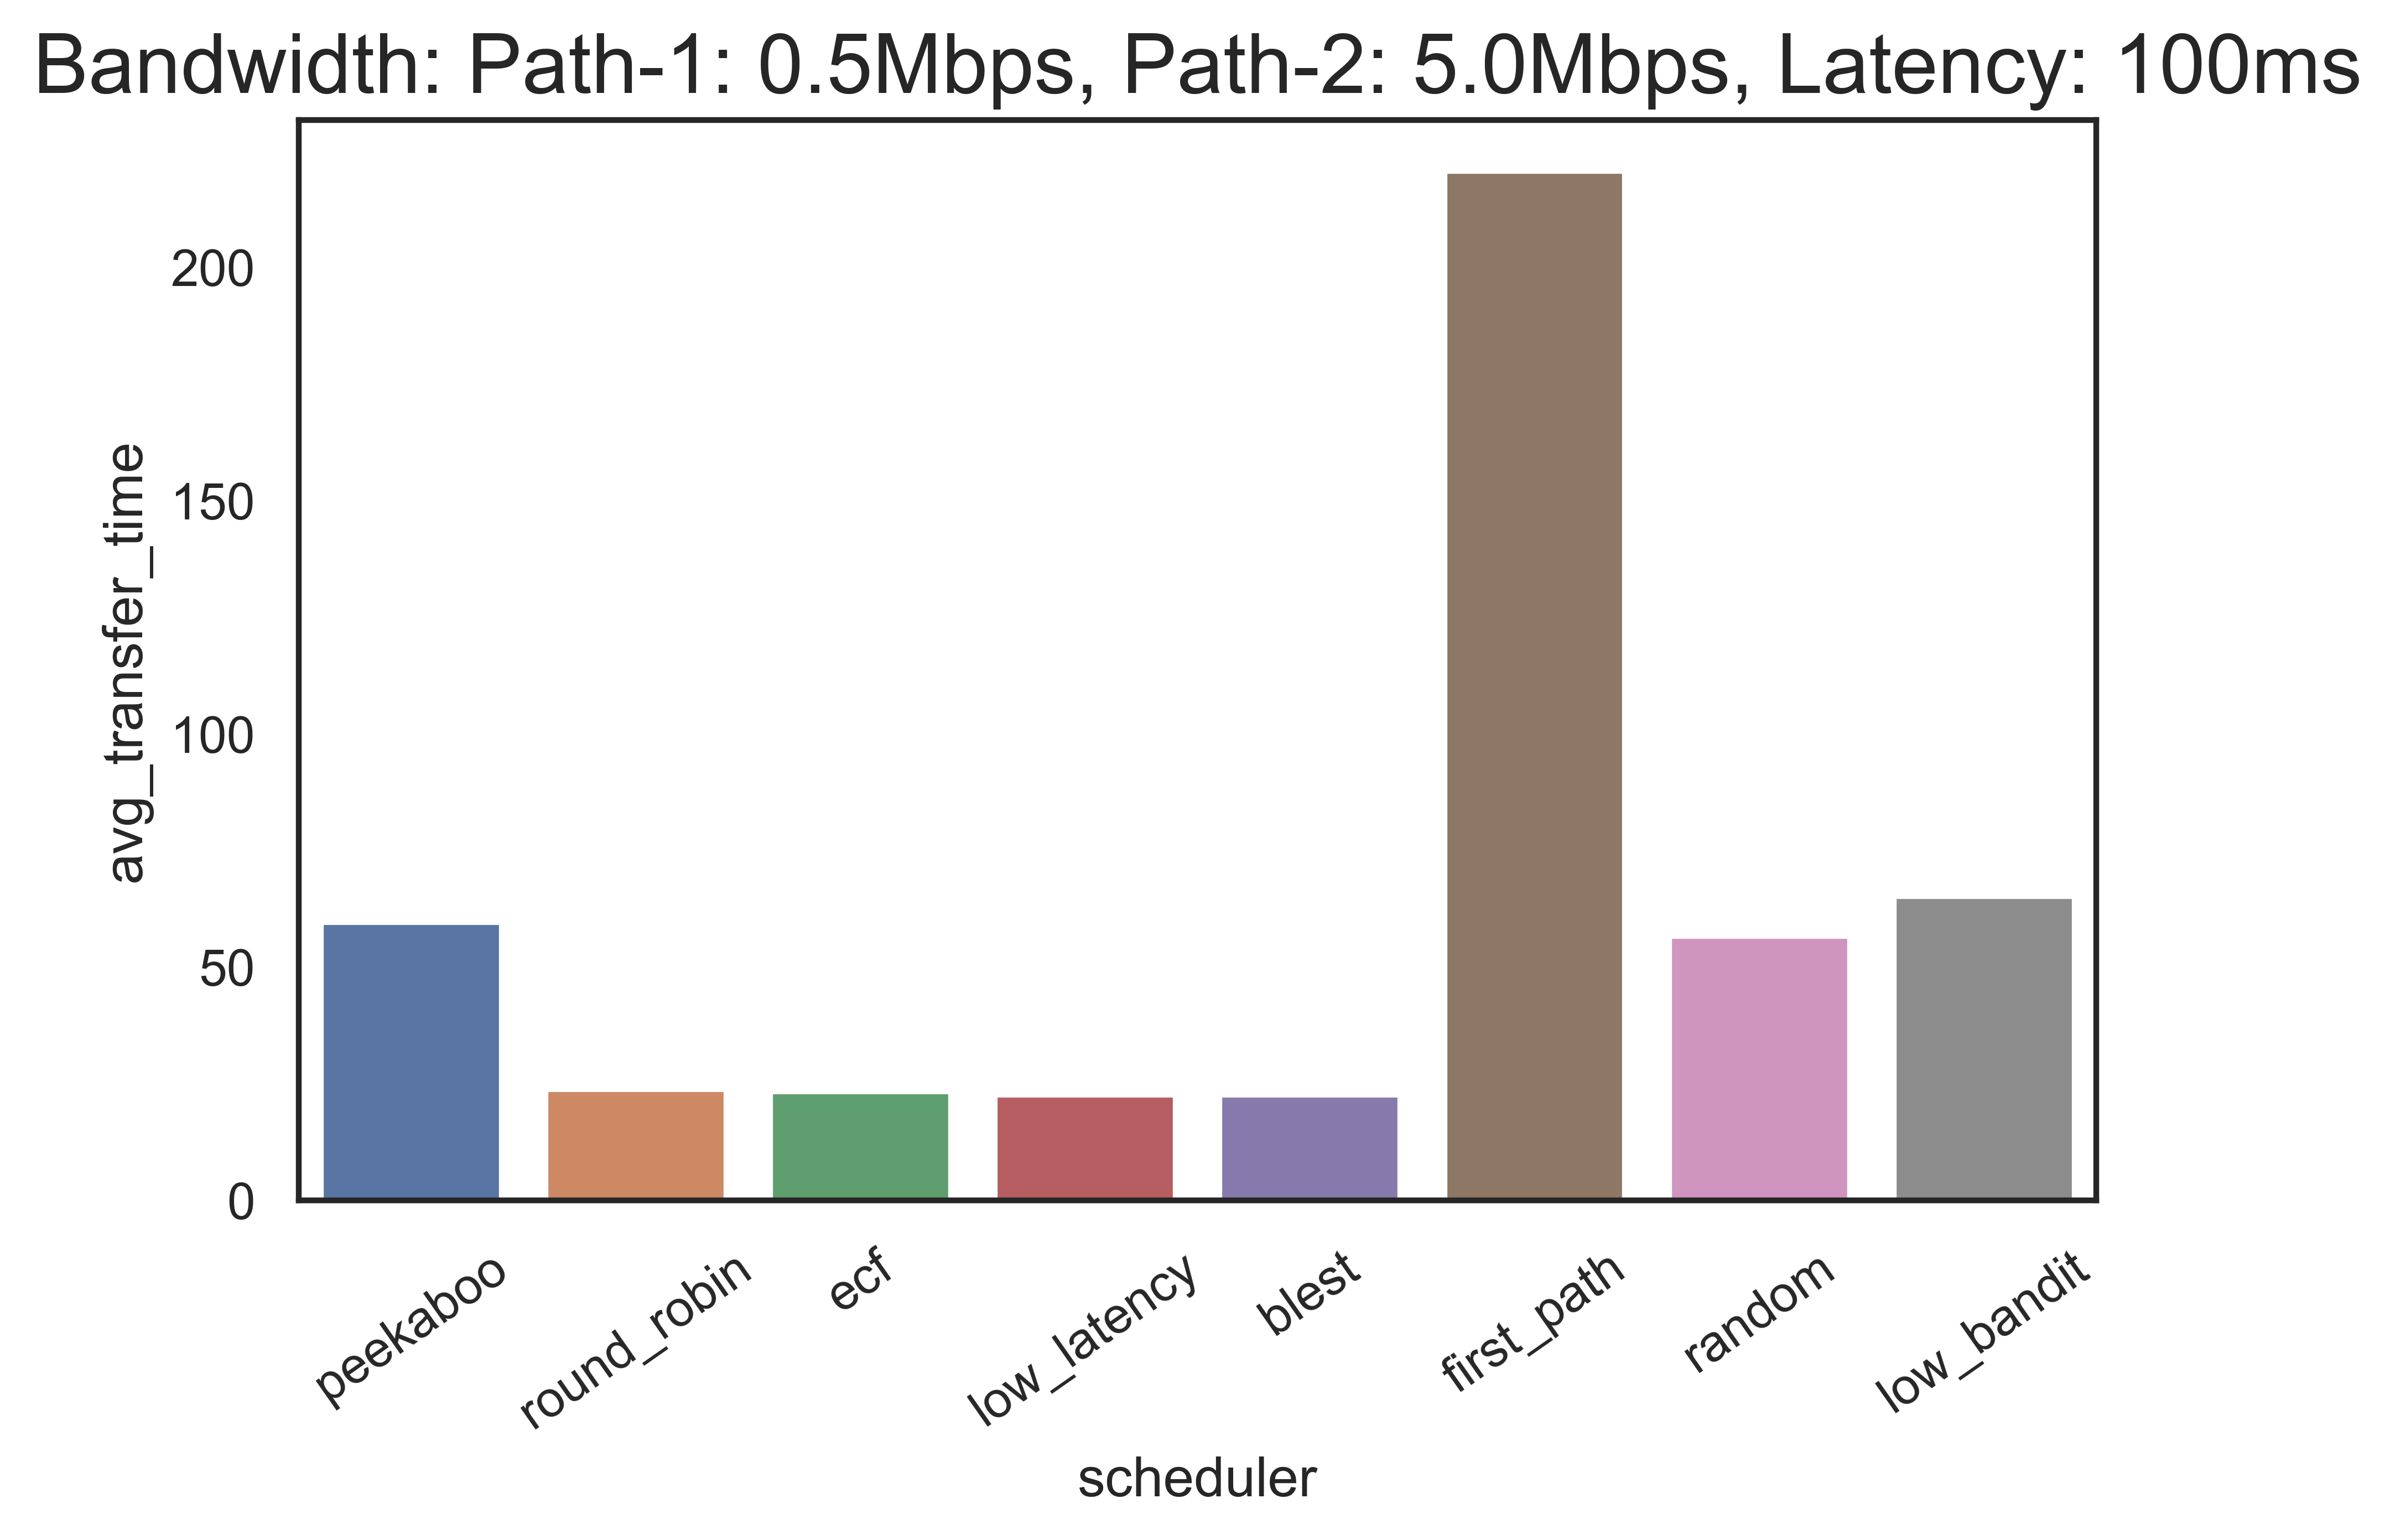 Bandwidth: Path-1: 0.5Mbps, Path-2: 5.0Mbps, Latency: 100ms
avg_transfer_time
200
150
100
50
0
peekaboo
round_robin
ecf
low_latency
blest
first_path
random
low_bandit
scheduler